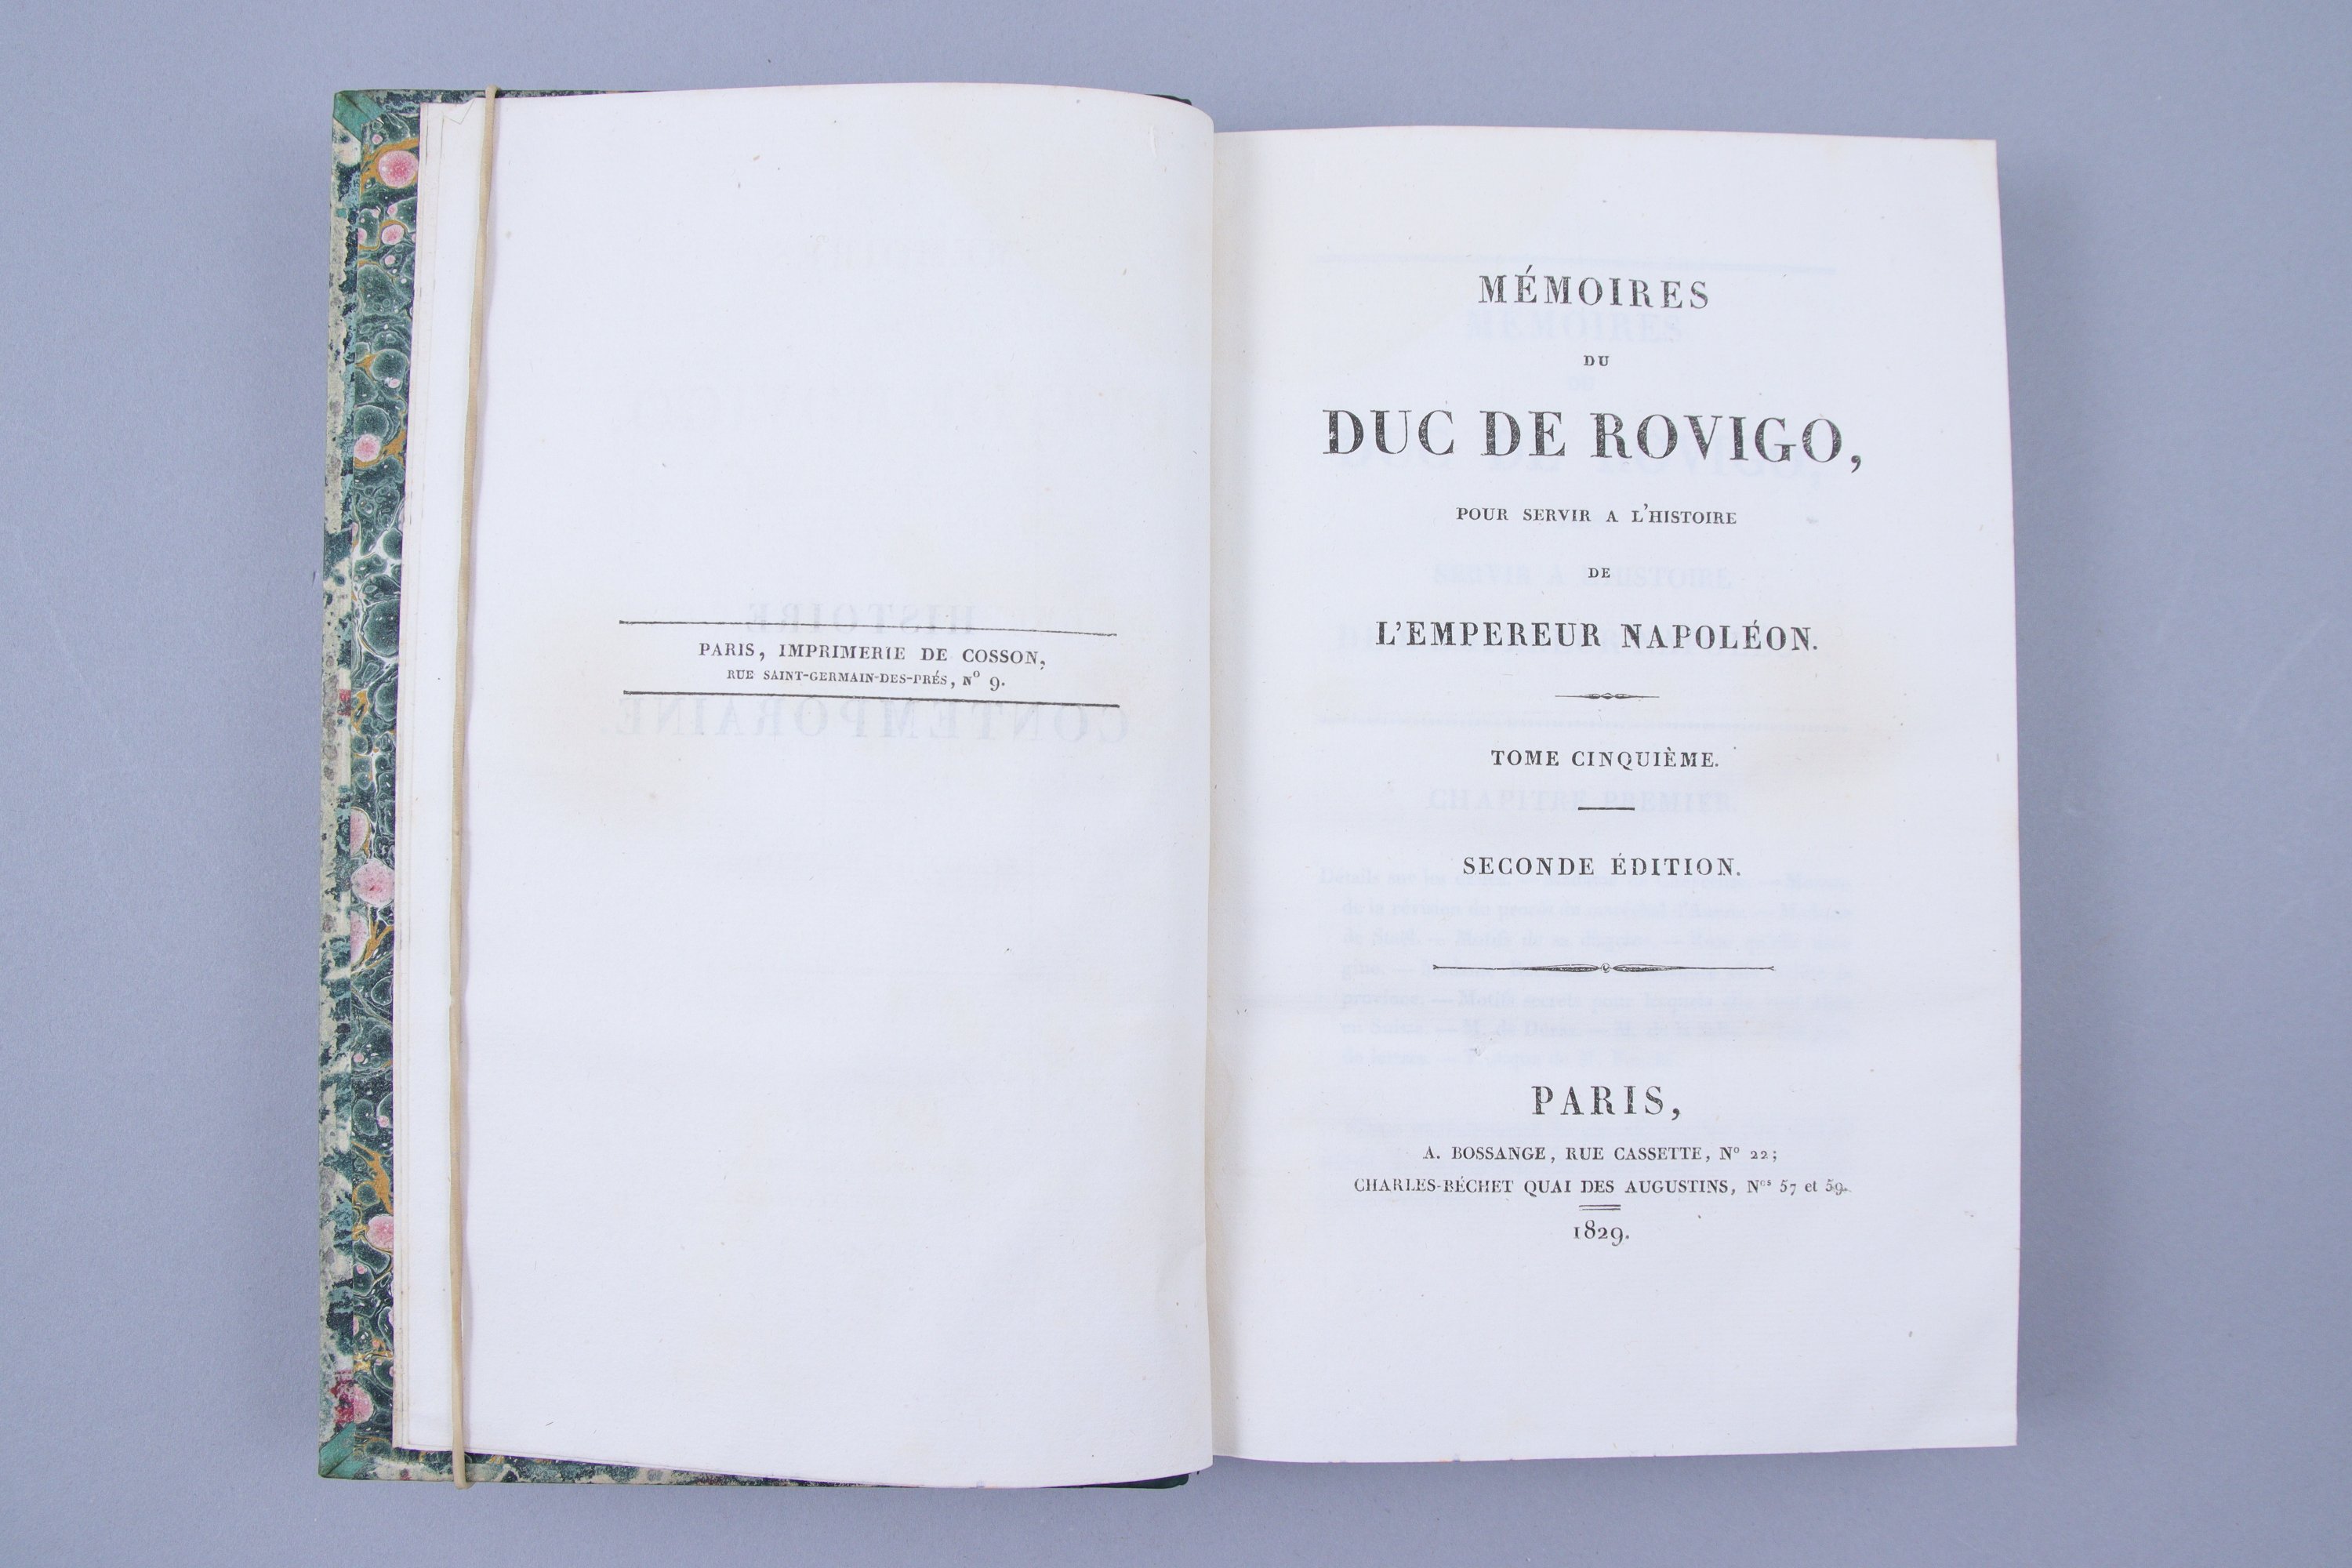 PARIS, IMPRIMERIE DE COSSON,
RUE SAINT-GERMAIN-DES-PRÉS, Nº 9.
MÉMOIRES
DU
DUC DE ROVIGO,
POUR SERVIR A L'HISTOIRE
DE
L'EMPEREUR NAPOLÉON.
TOME CINQUIÈME.
SECONDE ÉDITION.
PARIS,
A. BOSSANGE, RUE CASSETTE, Nº 22;
CHARLES-BÉCHET QUAI DES AUGUSTINS, Nos 57 et 59.
1829.